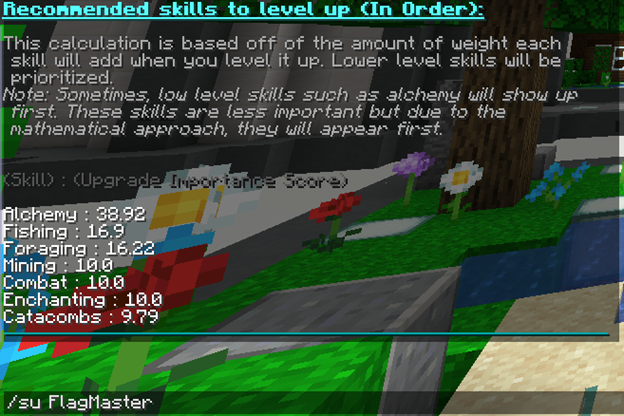 Recommended skills to level up (In Order):
This calculation is based off of the amount of weight each
skill will add when you level it up. Lower level skills will be
prioritized.
Note: Sometimes, low level skills such as alchemy will show up
first. These skills are less important but due to the
mathematical approach, they will appear first.
(Skill) : (Upgrade Importance Score)
Alchemy : 38.92
Fishing : 16.9
Foraging : 16.22
Mining : 10.0
Combat : 10.0
Enchanting : 10.0
Catacombs : 9.79
/su FlagMaster